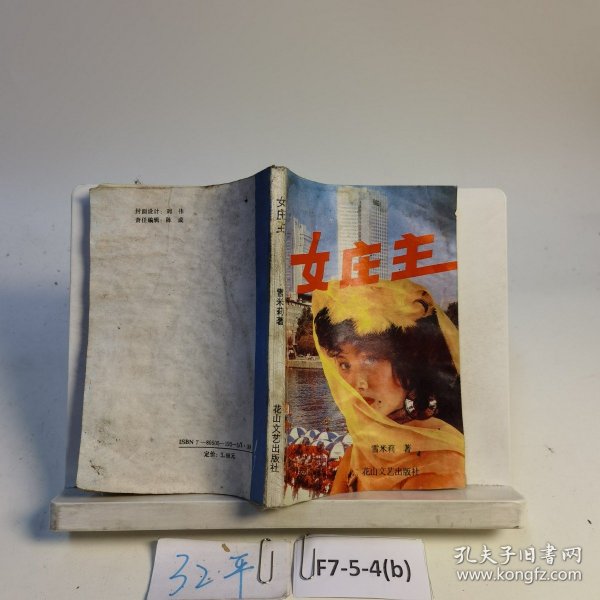 封面设计：刘伟
责任编辑：陈成
女庄主
雪米莉著
花山文艺出版社
女庄主
雪米莉 著
花山文艺出版社
定价：3.50元
32.平
F7-5-4(b)
孔夫子旧书网
www.kongfz.com